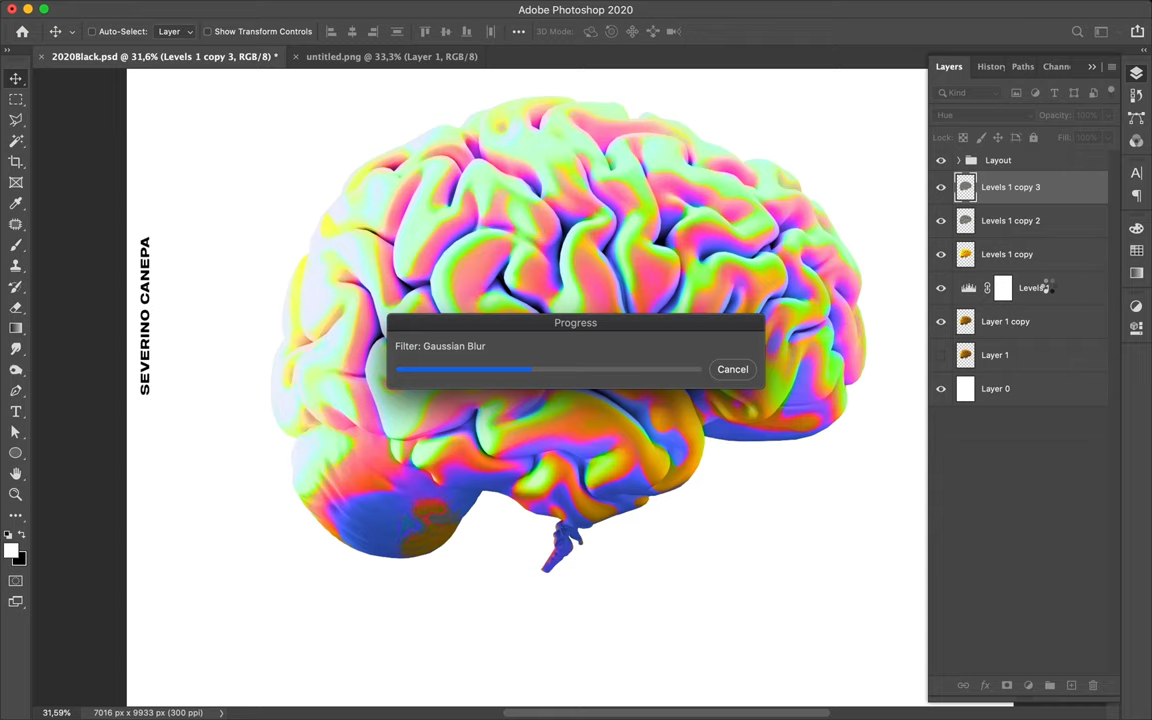 Adobe Photoshop 2020
Auto-Select: Layer Show Transform Controls 3D Mode:
2020Black.psd @ 31,6% (Levels 1 copy 3, RGB/8) *
untitled.png @ 33,3% (Layer 1, RGB/8)
Layers History Paths Chann
Kind
Hue Opacity: 100%
Lock: Fill: 100%
Layout
Levels 1 copy 3
Levels 1 copy 2
Levels 1 copy
Levels
Layer 1 copy
Layer 1
Layer 0
SEVERINO CANEPA
Progress
Filter: Gaussian Blur
Cancel
31,59% 7016 px x 9933 px (300 ppi)